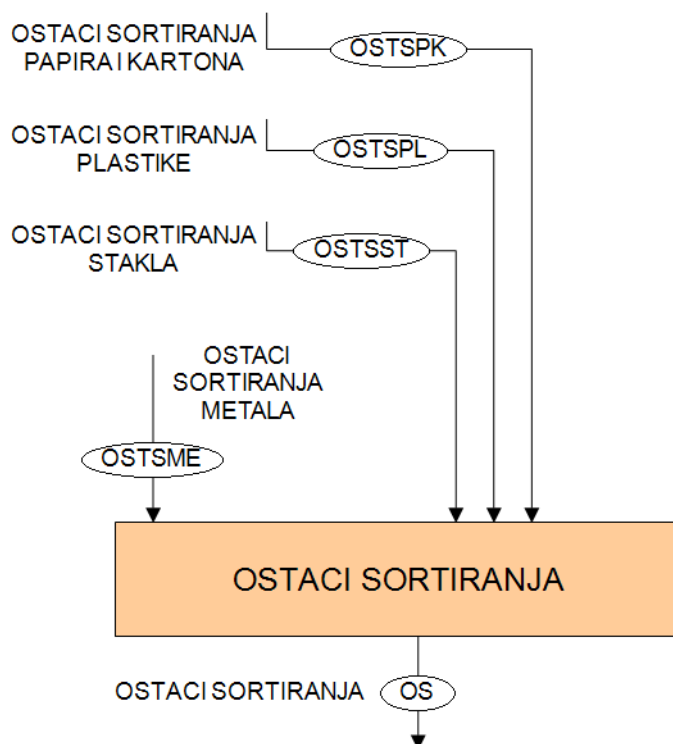 OSTACI SORTIRANJA
PAPIRA I KARTONA
OSTSPK
OSTACI SORTIRANJA
PLASTIKE
OSTSPL
OSTACI SORTIRANJA
STAKLA
OSTSST
OSTACI
SORTIRANJA
METALA
OSTSME
OSTACI SORTIRANJA
OSTACI SORTIRANJA
OS